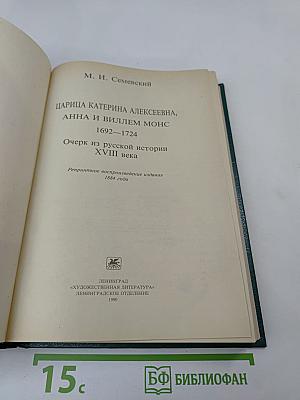 М. И. Семевский
ЦАРИЦА КАТЕРИНА АЛЕКСЕЕВНА,
АННА И ВИЛЛЕМ МОНС
1692—1724
Очерк из русской истории
XVIII века
Репринтное воспроизведение издания
1884 года
ЛЕНИНГРАД
«ХУДОЖЕСТВЕННАЯ ЛИТЕРАТУРА»
ЛЕНИНГРАДСКОЕ ОТДЕЛЕНИЕ
1990
15 с
БФ БИБЛИОФАН